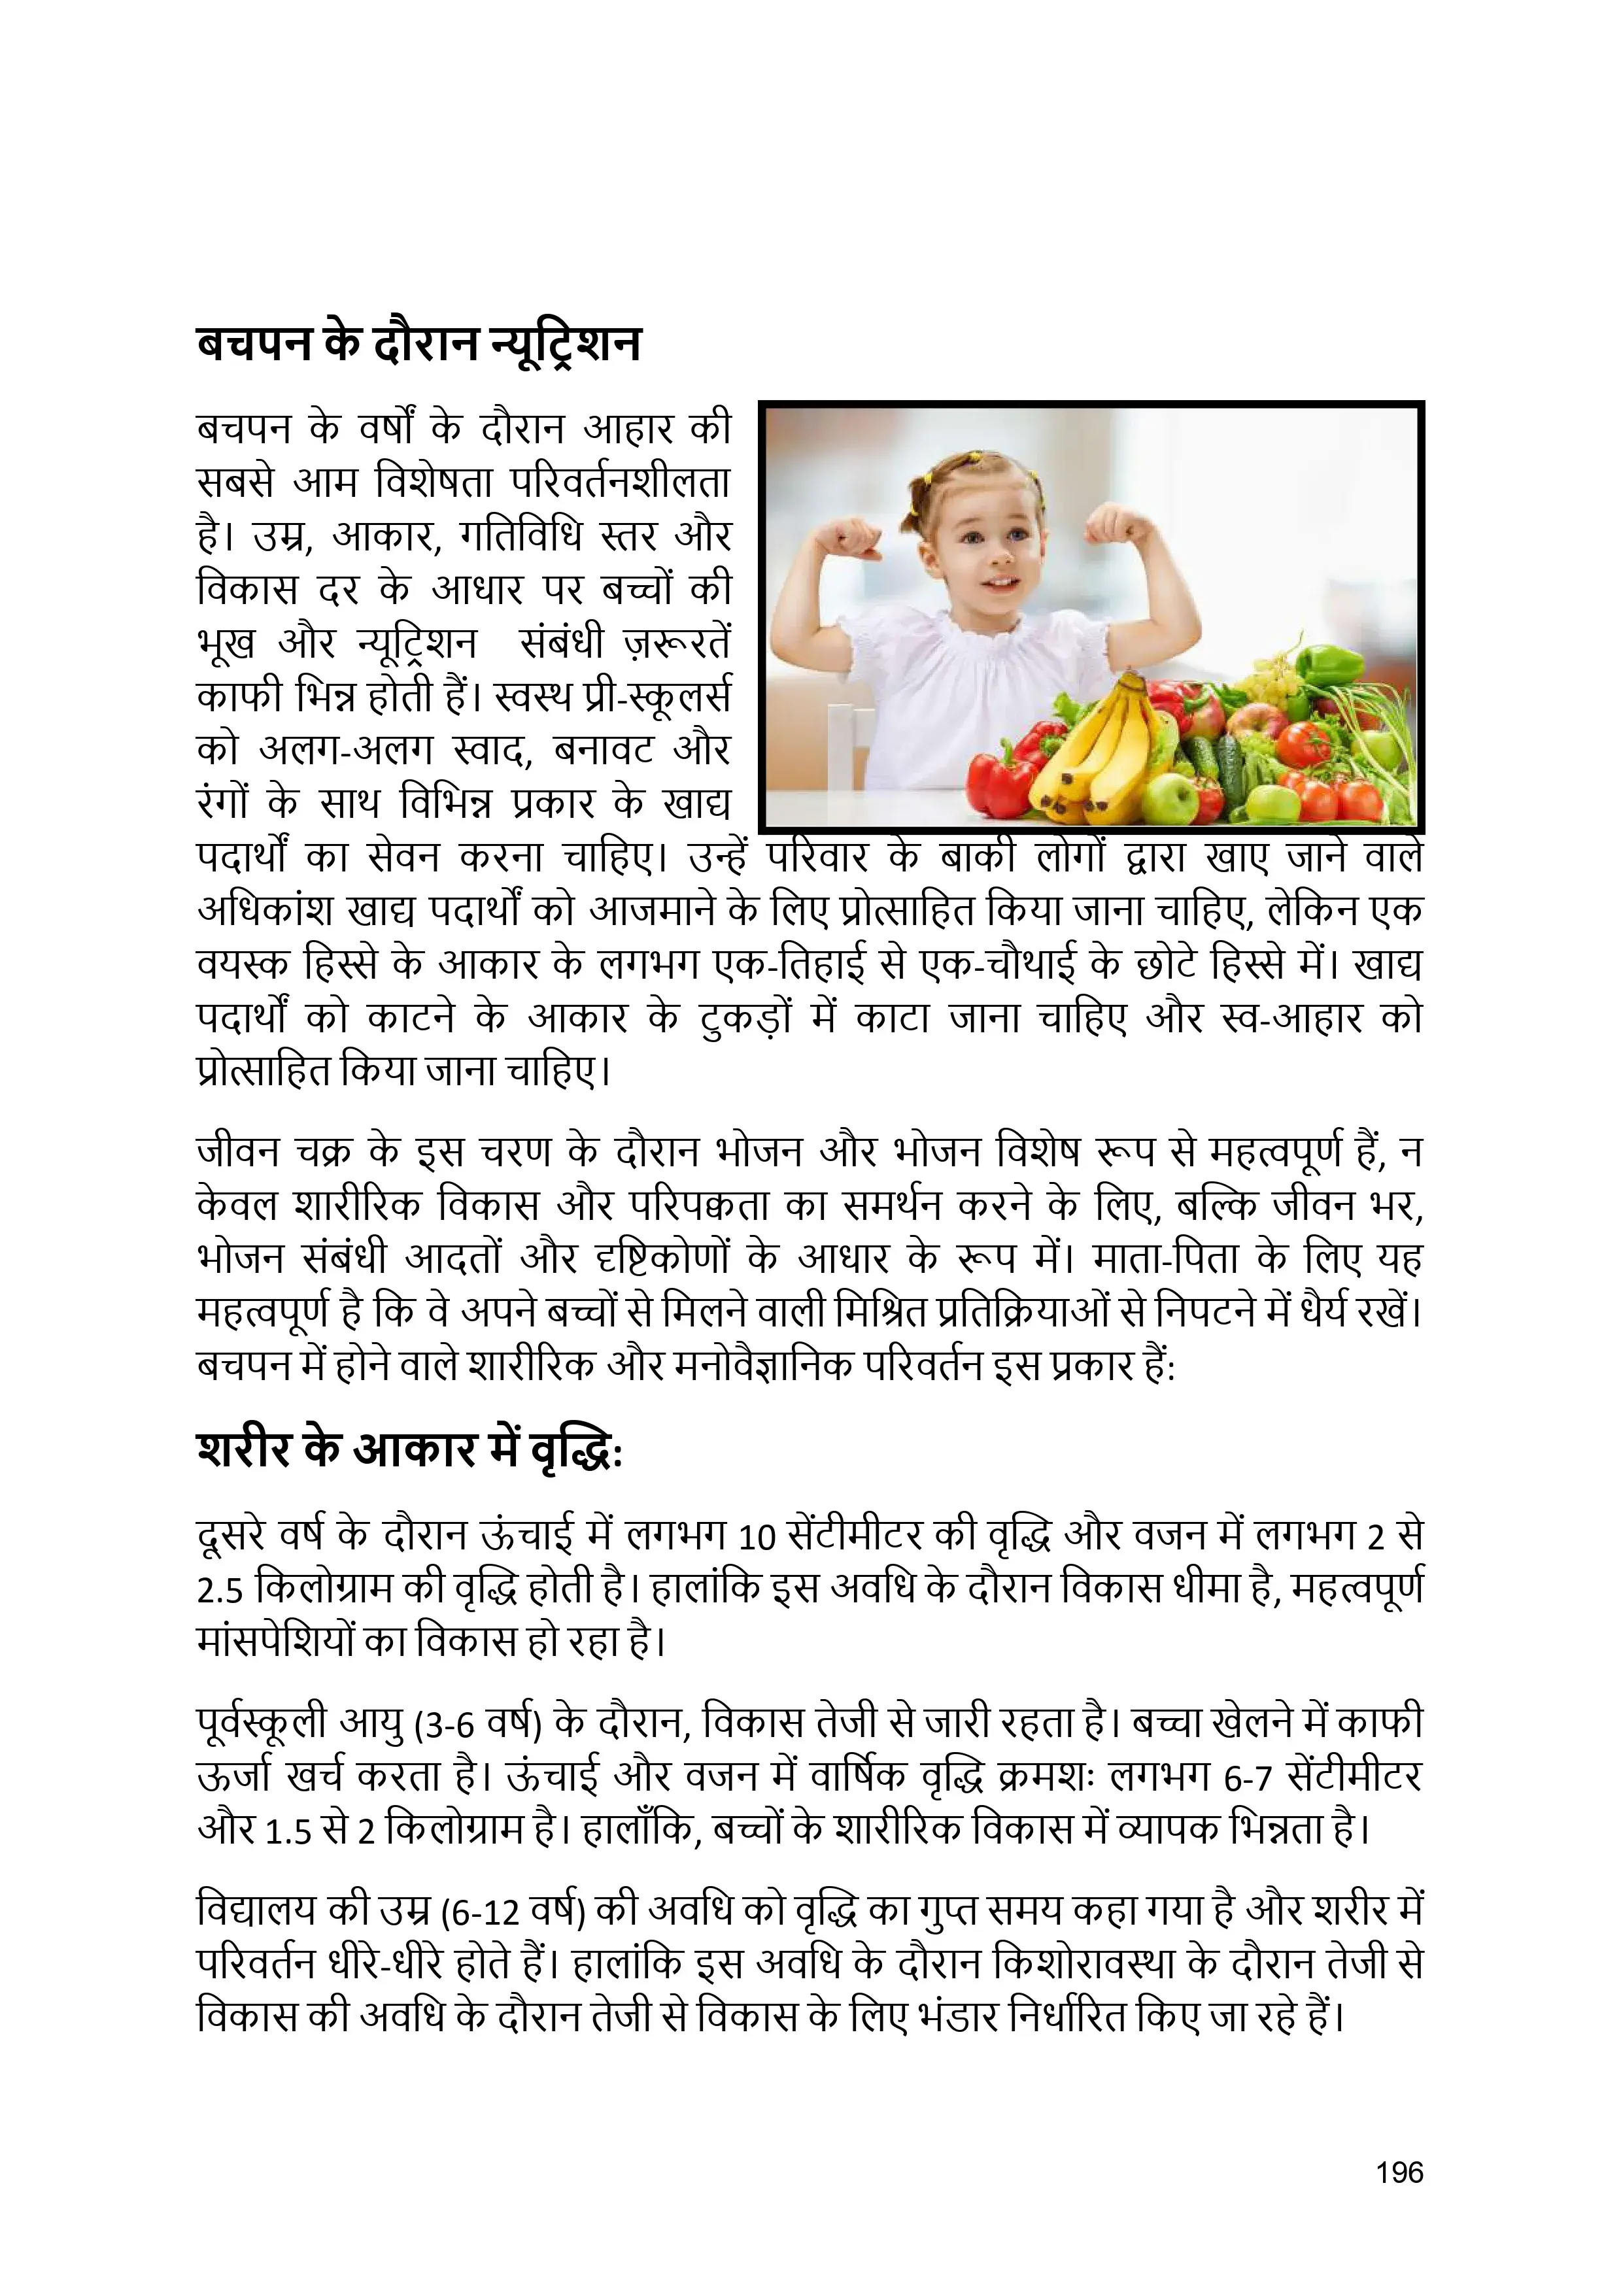 बचपन के दौरान न्यूट्रिशन
बचपन के वर्षों के दौरान आहार की
सबसे आम विशेषता परिवर्तनशीलता
है। उम्र, आकार, गतिविधि स्तर और
विकास दर के आधार पर बच्चों की
भूख और न्यूट्रिशन संबंधी ज़रूरतें
काफी भिन्न होती हैं। स्वस्थ प्री-स्कूलर्स
को अलग-अलग स्वाद, बनावट और
रंगों के साथ विभिन्न प्रकार के खाद्य
पदार्थों का सेवन करना चाहिए। उन्हें परिवार के बाकी लोगों द्वारा खाए जाने वाले
अधिकांश खाद्य पदार्थों को आजमाने के लिए प्रोत्साहित किया जाना चाहिए, लेकिन एक
वयस्क हिस्से के आकार के लगभग एक-तिहाई से एक-चौथाई के छोटे हिस्से में। खाद्य
पदार्थों को काटने के आकार के टुकड़ों में काटा जाना चाहिए और स्व-आहार को
प्रोत्साहित किया जाना चाहिए।
जीवन चक्र के इस चरण के दौरान भोजन और भोजन विशेष रूप से महत्वपूर्ण हैं, न
केवल शारीरिक विकास और परिपक्वता का समर्थन करने के लिए, बल्कि जीवन भर,
भोजन संबंधी आदतों और दृष्टिकोणों के आधार के रूप में। माता-पिता के लिए यह
महत्वपूर्ण है कि वे अपने बच्चों से मिलने वाली मिश्रित प्रतिक्रियाओं से निपटने में धैर्य रखें।
बचपन में होने वाले शारीरिक और मनोवैज्ञानिक परिवर्तन इस प्रकार हैं:
शरीर के आकार में वृद्धि:
दूसरे वर्ष के दौरान ऊंचाई में लगभग 10 सेंटीमीटर की वृद्धि और वजन में लगभग 2 से
2.5 किलोग्राम की वृद्धि होती है। हालांकि इस अवधि के दौरान विकास धीमा है, महत्वपूर्ण
मांसपेशियों का विकास हो रहा है।
पूर्वस्कूली आयु (3-6 वर्ष) के दौरान, विकास तेजी से जारी रहता है। बच्चा खेलने में काफी
ऊर्जा खर्च करता है। ऊंचाई और वजन में वार्षिक वृद्धि क्रमशः लगभग 6-7 सेंटीमीटर
और 1.5 से 2 किलोग्राम है। हालाँकि, बच्चों के शारीरिक विकास में व्यापक भिन्नता है।
विद्यालय की उम्र (6-12 वर्ष) की अवधि को वृद्धि का गुप्त समय कहा गया है और शरीर में
परिवर्तन धीरे-धीरे होते हैं। हालांकि इस अवधि के दौरान किशोरावस्था के दौरान तेजी से
विकास की अवधि के दौरान तेजी से विकास के लिए भंडार निर्धारित किए जा रहे हैं।
196